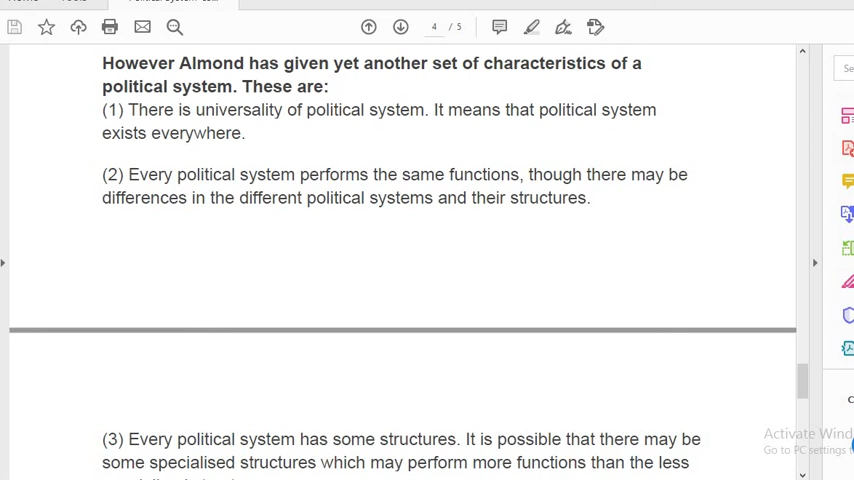 4 / 5
However Almond has given yet another set of characteristics of a
political system. These are:
(1) There is universality of political system. It means that political system
exists everywhere.
(2) Every political system performs the same functions, though there may be
differences in the different political systems and their structures.
(3) Every political system has some structures. It is possible that there may be
some specialised structures which may perform more functions than the less
Se
C
Activate Wind
Go to PC settings